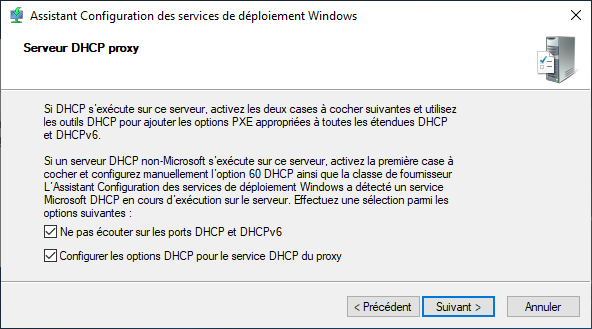 Assistant Configuration des services de déploiement Windows
Serveur DHCP proxy
Si DHCP s'exécute sur ce serveur, activez les deux cases à cocher suivantes et utilisez
les outils DHCP pour ajouter les options PXE appropriées à toutes les étendues DHCP
et DHCPv6.
Si un serveur DHCP non-Microsoft s'exécute sur ce serveur, activez la première case à
cocher et configurez manuellement l'option 60 DHCP ainsi que la classe de fournisseur
L'Assistant Configuration des services de déploiement Windows a détecté un service
Microsoft DHCP en cours d'exécution sur le serveur. Effectuez une sélection parmi les
options suivantes :
Ne pas écouter sur les ports DHCP et DHCPv6
Configurer les options DHCP pour le service DHCP du proxy
< Précédent Suivant > Annuler